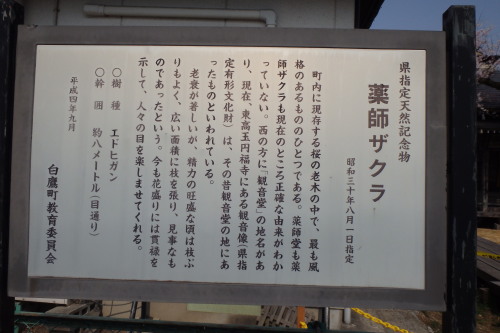 県指定天然記念物
薬師ザクラ
昭和三十年八月一日指定
町内に現存する桜の老木の中で、最も風
格のあるもののひとつである。薬師堂も薬
師ザクラも現在のところ正確な由来がわか
っていない。西の方に「観音堂」の地名があ
り、現在、東高玉円福寺にある観音像(県指
定有形文化財)は、その昔観音堂の地にあ
ったものといわれている。
老衰が著しいが、精力の旺盛な頃は枝ぶ
りもよく、広い面積に枝を張り、見事なも
のであったという。今も花盛りには貫禄を
示して、人々の目を楽しませてくれる。
○樹種 エドヒガン
○幹囲 約八メートル(目通り)
平成四年九月
白鷹町教育委員会